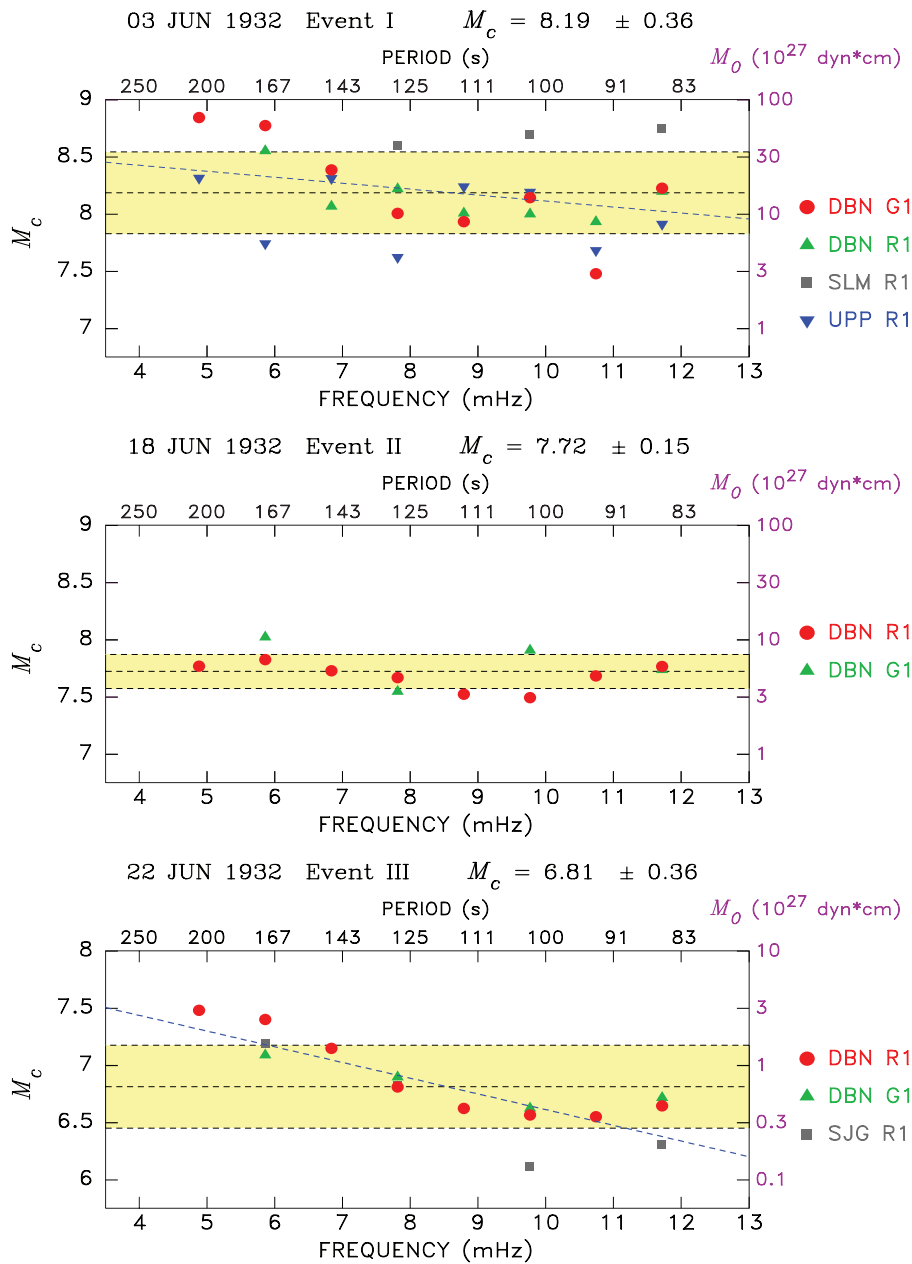 03 JUN 1932 Event I M_c = 8.19 ± 0.36
PERIOD (s) M_0 (10^27 dyn*cm)
250 200 167 143 125 111 100 91 83
9 100
8.5 30
8 10
7.5 3
7 1
M_c
4 5 6 7 8 9 10 11 12 13
FREQUENCY (mHz)
DBN G1
DBN R1
SLM R1
UPP R1
18 JUN 1932 Event II M_c = 7.72 ± 0.15
PERIOD (s) M_0 (10^27 dyn*cm)
250 200 167 143 125 111 100 91 83
9 100
8.5 30
8 10
7.5 3
7 1
M_c
4 5 6 7 8 9 10 11 12 13
FREQUENCY (mHz)
DBN R1
DBN G1
22 JUN 1932 Event III M_c = 6.81 ± 0.36
PERIOD (s) M_0 (10^27 dyn*cm)
250 200 167 143 125 111 100 91 83
8 10
7.5 3
7 1
6.5 0.3
6 0.1
M_c
4 5 6 7 8 9 10 11 12 13
FREQUENCY (mHz)
DBN R1
DBN G1
SJG R1